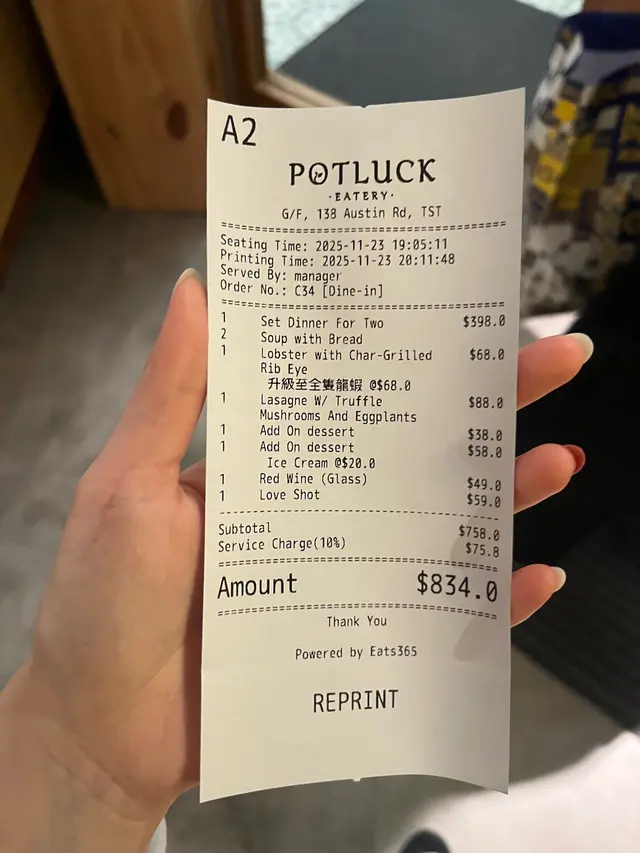 A2
POTLUCK
·EATERY·
G/F, 138 Austin Rd, TST
Seating Time: 2025-11-23 19:05:11
Printing Time: 2025-11-23 20:11:48
Served By: manager
Order No.: C34 [Dine-in]
1 Set Dinner For Two $398.0
2 Soup with Bread
1 Lobster with Char-Grilled $68.0
Rib Eye
升級至全隻龍蝦 @$68.0
1 Lasagne W/ Truffle $88.0
Mushrooms And Eggplants
1 Add On dessert $38.0
1 Add On dessert $58.0
Ice Cream @$20.0
1 Red Wine (Glass) $49.0
1 Love Shot $59.0
Subtotal $758.0
Service Charge(10%) $75.8
Amount $834.0
Thank You
Powered by Eats365
REPRINT